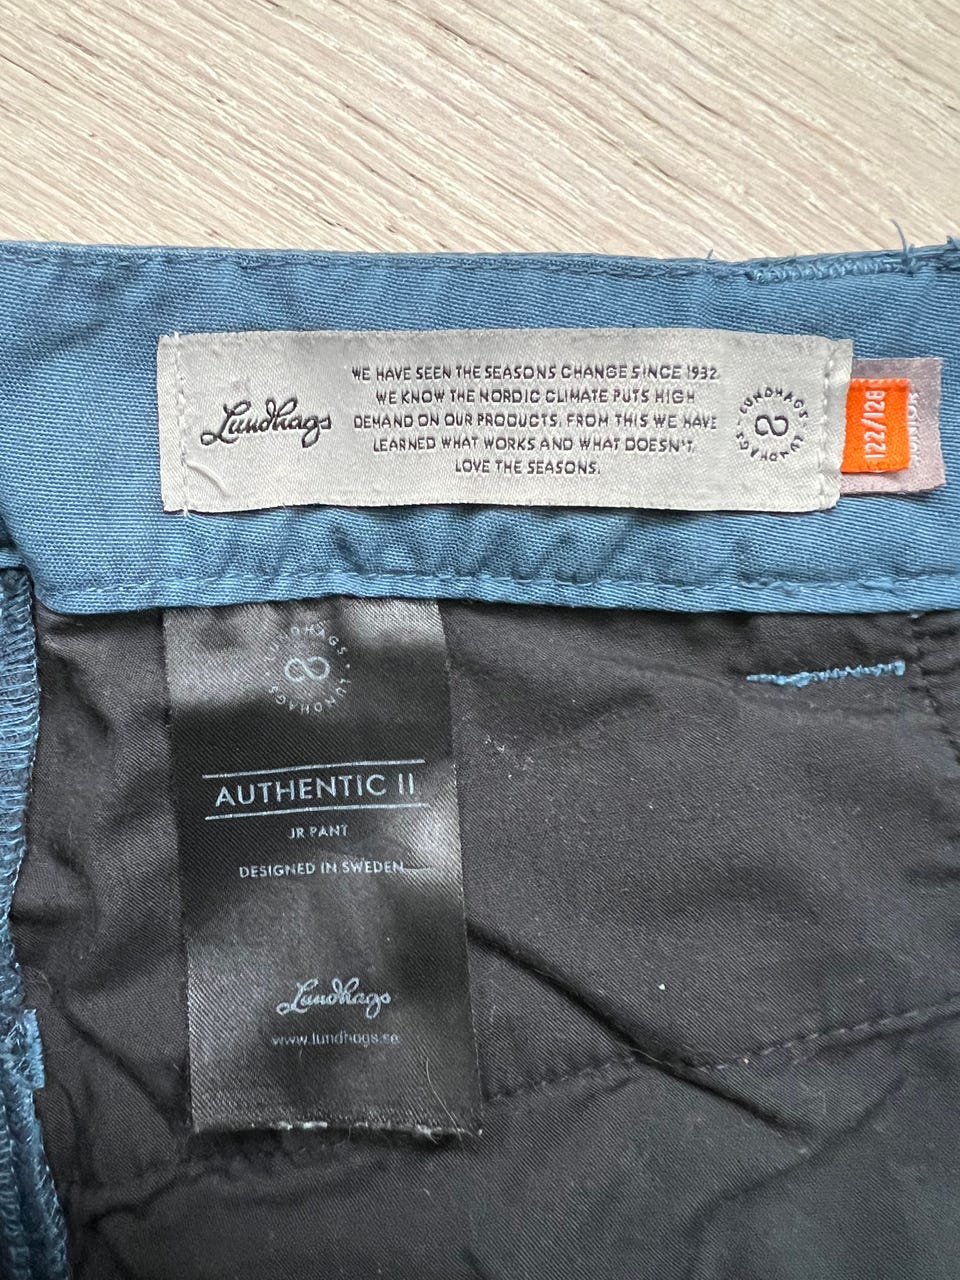 Lundhags
WE HAVE SEEN THE SEASONS CHANGE SINCE 1932.
WE KNOW THE NORDIC CLIMATE PUTS HIGH
DEMAND ON OUR PRODUCTS. FROM THIS WE HAVE
LEARNED WHAT WORKS AND WHAT DOESN'T.
LOVE THE SEASONS.
LUNDHAGS · LUNDHAGS ·
122/128
JUNIOR
LUNDHAGS · LUNDHAGS ·
AUTHENTIC II
JR PANT
DESIGNED IN SWEDEN
Lundhags
www.lundhags.se